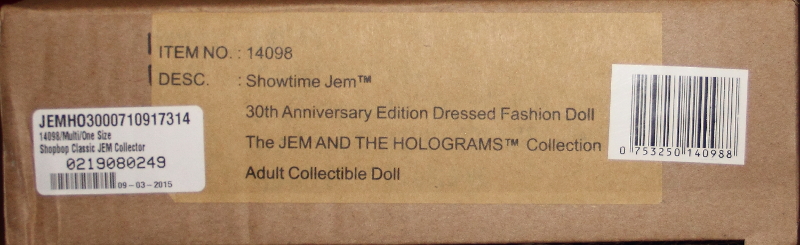 ITEM NO. : 14098
DESC. : Showtime Jem™
30th Anniversary Edition Dressed Fashion Doll
The JEM AND THE HOLOGRAMS™ Collection
Adult Collectible Doll
JEMHO3000710917314
14098/Multi/One Size
Shopbop Classic JEM Collector
0219080249
09-03-2015
0 753250 140988